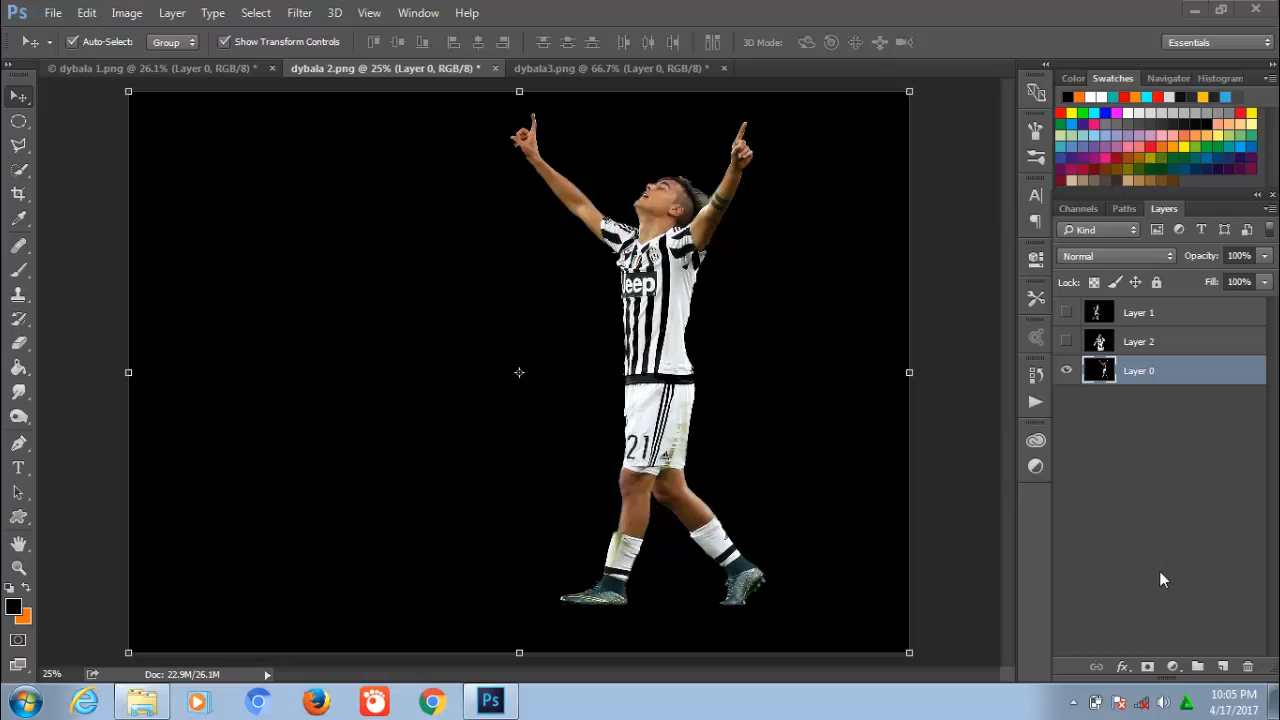 Ps File Edit Image Layer Type Select Filter 3D View Window Help
Auto-Select: Group Show Transform Controls 3D Mode: Essentials
© dybala 1.png @ 26.1% (Layer 0, RGB/8) * × dybala 2.png @ 25% (Layer 0, RGB/8) * × dybala3.png @ 66.7% (Layer 0, RGB/8) * ×
Color Swatches Navigator Histogram
Channels Paths Layers
Kind
Normal Opacity: 100%
Lock: Fill: 100%
Layer 1
Layer 2
Layer 0
Jeep
21
25% Doc: 22.9M/26.1M
Ps
10:05 PM
4/17/2017